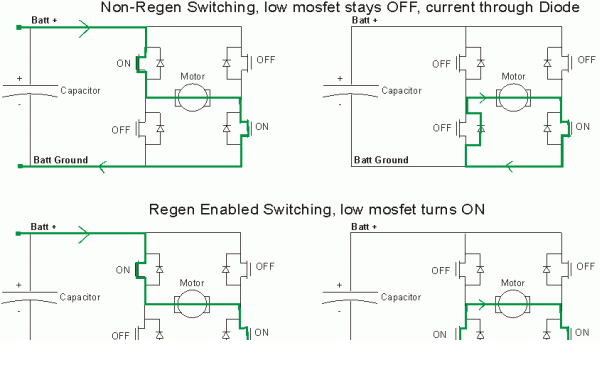 Non-Regen Switching, low mosfet stays OFF, current through Diode
Batt + Batt +
ON OFF OFF OFF
+ Motor + Motor
Capacitor Capacitor
- -
OFF ON OFF ON
Batt Ground Batt Ground
Regen Enabled Switching, low mosfet turns ON
Batt + Batt +
ON OFF OFF OFF
+ Motor + Motor
Capacitor Capacitor
- -
OFF ON ON ON